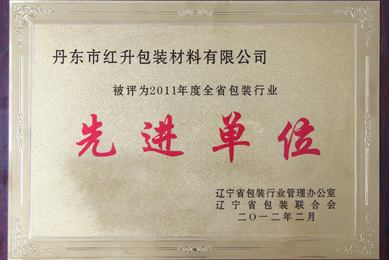 丹东市红升包装材料有限公司
被评为2011年度全省包装行业
先进单位
辽宁省包装行业管理办公室
辽宁省包装联合会
二〇一二年二月